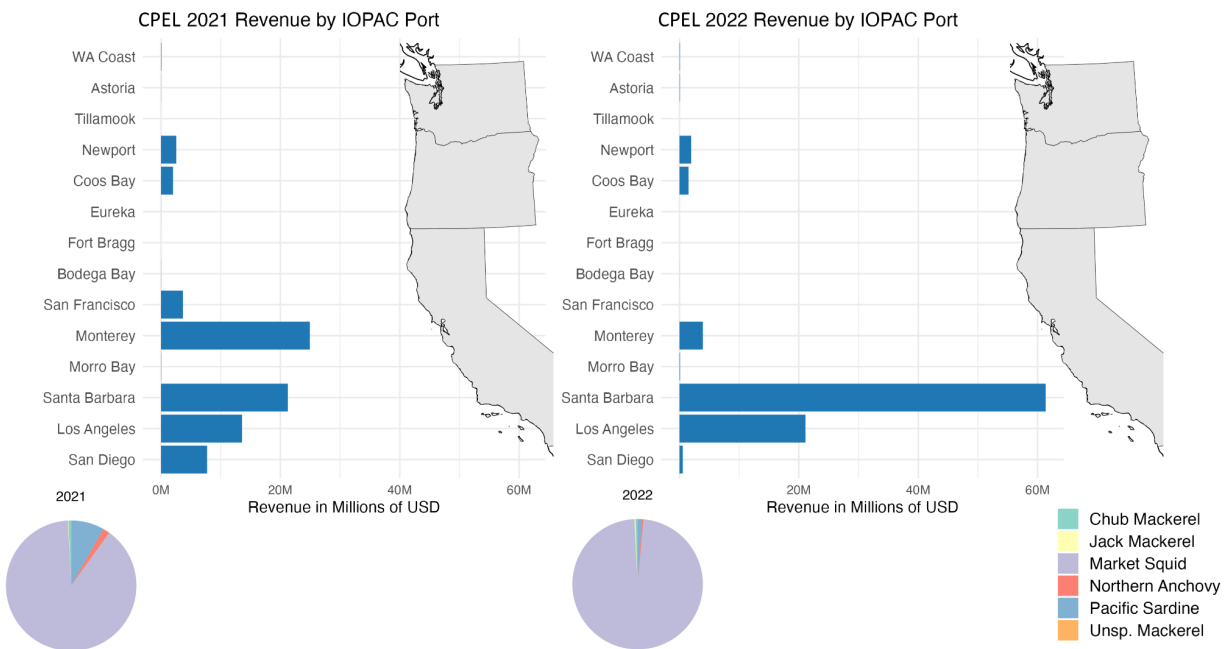 CPEL 2021 Revenue by IOPAC Port
WA Coast
Astoria
Tillamook
Newport
Coos Bay
Eureka
Fort Bragg
Bodega Bay
San Francisco
Monterey
Morro Bay
Santa Barbara
Los Angeles
San Diego
0M 20M 40M 60M
Revenue in Millions of USD
CPEL 2022 Revenue by IOPAC Port
WA Coast
Astoria
Tillamook
Newport
Coos Bay
Eureka
Fort Bragg
Bodega Bay
San Francisco
Monterey
Morro Bay
Santa Barbara
Los Angeles
San Diego
20M 40M 60M
Revenue in Millions of USD
2021
2022
Chub Mackerel
Jack Mackerel
Market Squid
Northern Anchovy
Pacific Sardine
Unsp. Mackerel